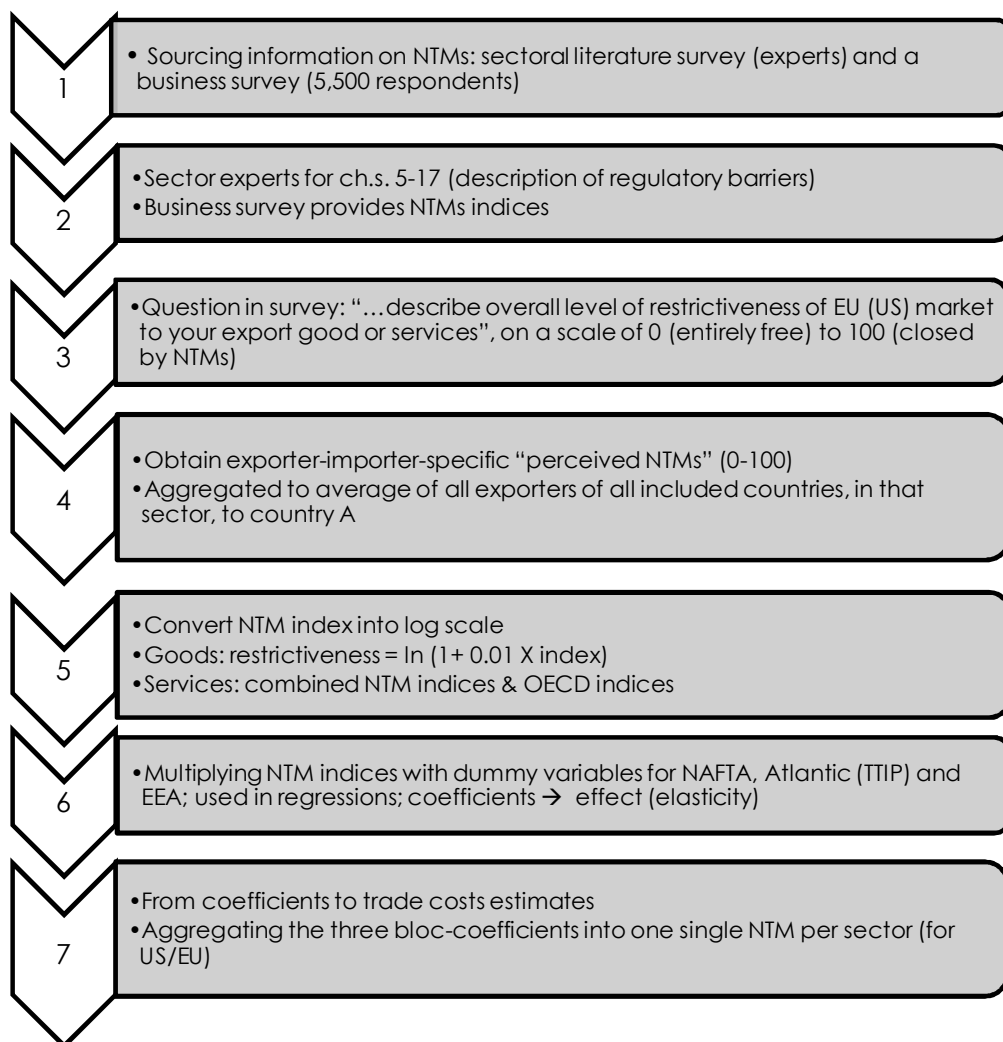 1
• Sourcing information on NTMs: sectoral literature survey (experts) and a
business survey (5,500 respondents)
2
•Sector experts for ch.s. 5-17 (description of regulatory barriers)
•Business survey provides NTMs indices
3
•Question in survey: “…describe overall level of restrictiveness of EU (US) market
to your export good or services”, on a scale of 0 (entirely free) to 100 (closed
by NTMs)
4
•Obtain exporter-importer-specific “perceived NTMs” (0-100)
•Aggregated to average of all exporters of all included countries, in that
sector, to country A
5
•Convert NTM index into log scale
•Goods: restrictiveness = ln (1+ 0.01 X index)
•Services: combined NTM indices & OECD indices
6
•Multiplying NTM indices with dummy variables for NAFTA, Atlantic (TTIP) and
EEA; used in regressions; coefficients → effect (elasticity)
7
•From coefficients to trade costs estimates
•Aggregating the three bloc-coefficients into one single NTM per sector (for
US/EU)